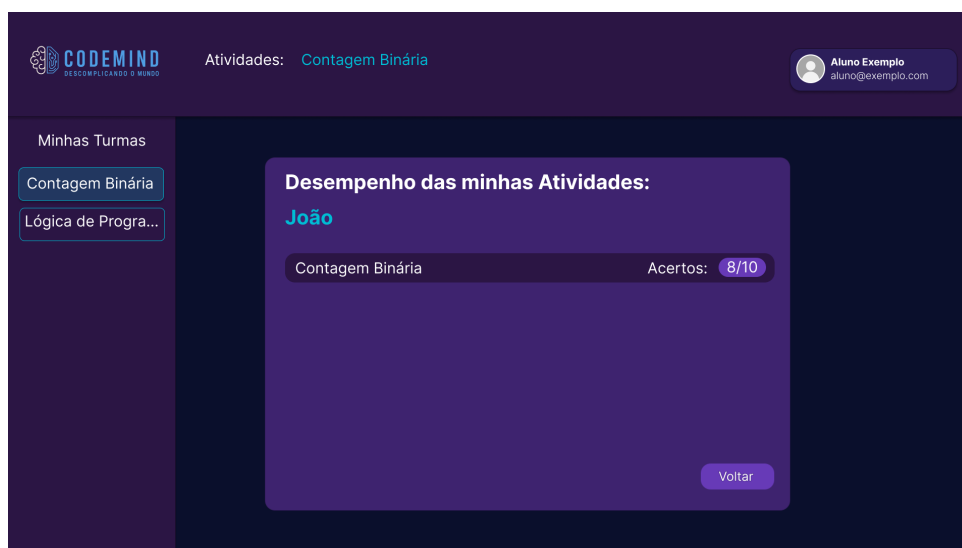 CODEMIND
DESCOMPLICANDO O MUNDO
Atividades: Contagem Binária
Aluno Exemplo
aluno@exemplo.com
Minhas Turmas
Contagem Binária
Lógica de Progra...
Desempenho das minhas Atividades:
João
Contagem Binária Acertos: 8/10
Voltar